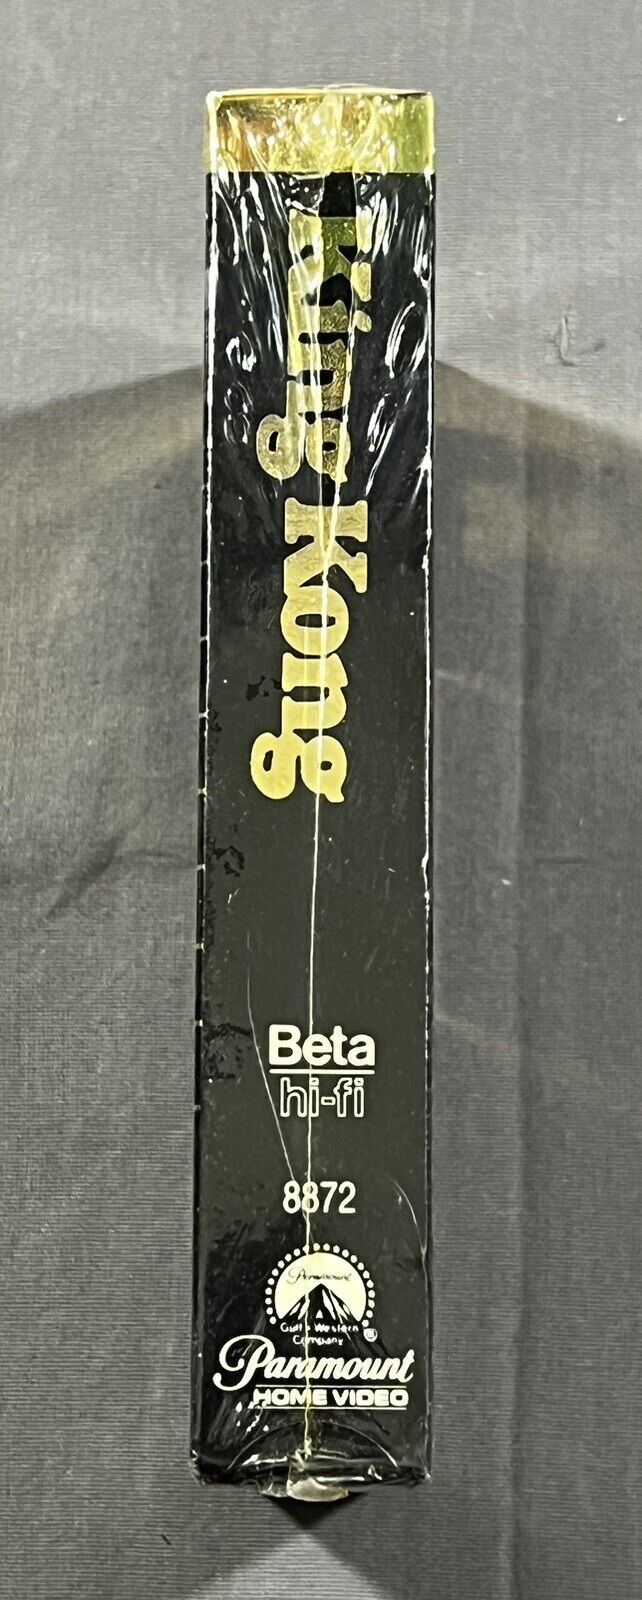 King Kong
Beta
hi-fi
8872
Paramount
Gulf + Western
Company
®
Paramount
HOME VIDEO